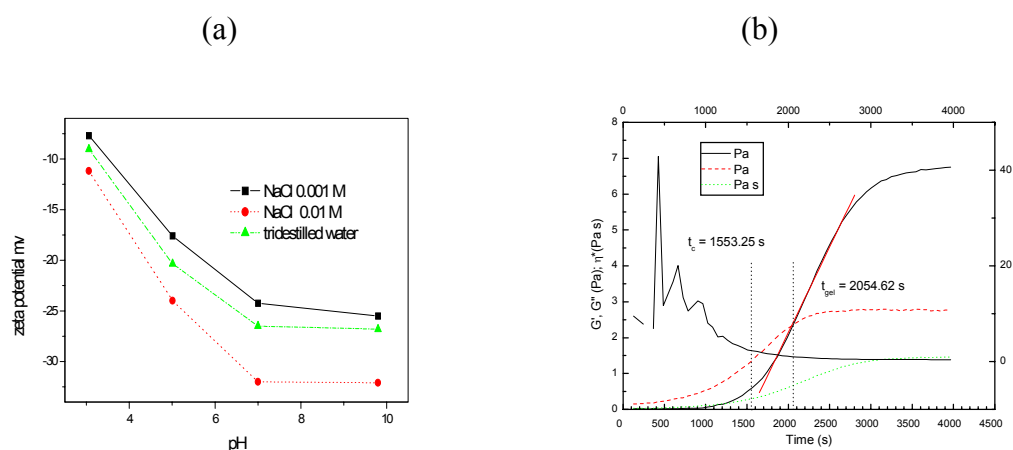 (a)
(b)
-10
-15
-20
-25
-30
4
6
8
10
zeta potential mv
pH
NaCl 0.001 M
NaCl 0.01 M
tridestilled water
0
1000
2000
3000
4000
8
7
6
5
4
3
2
1
0
G', G'' (Pa); η*(Pa s)
Pa
Pa
Pa s
tc = 1553.25 s
tgel = 2054.62 s
40
20
0
0
500
1000
1500
2000
2500
3000
3500
4000
4500
Time (s)